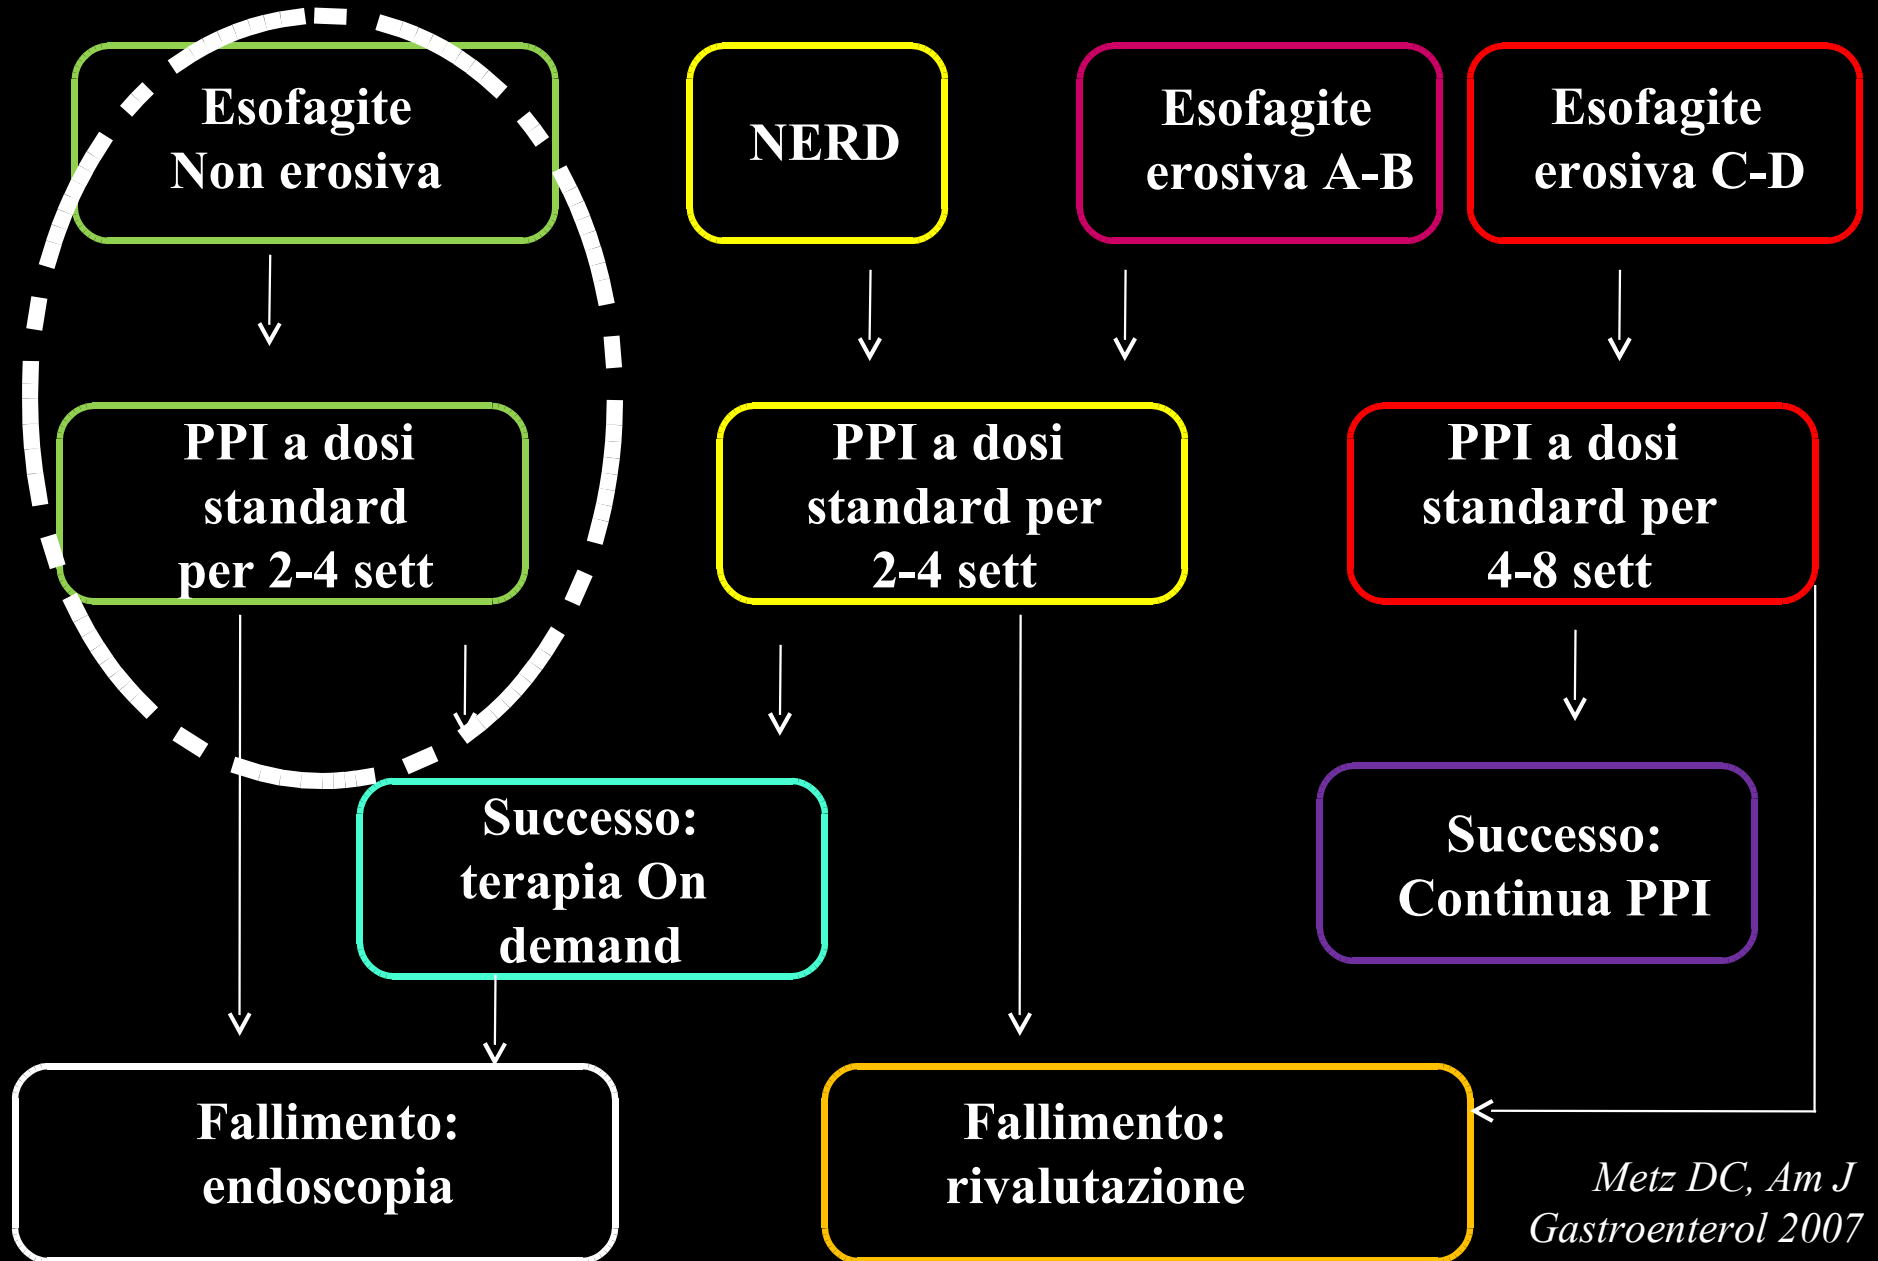 Esofagite
Non erosiva
NERD
Esofagite
erosiva A-B
Esofagite
erosiva C-D
PPI a dosi
standard
per 2-4 sett
PPI a dosi
standard per
2-4 sett
PPI a dosi
standard per
4-8 sett
Successo:
terapia On
demand
Successo:
Continua PPI
Fallimento:
endoscopia
Fallimento:
rivalutazione
Metz DC, Am J
Gastroenterol 2007